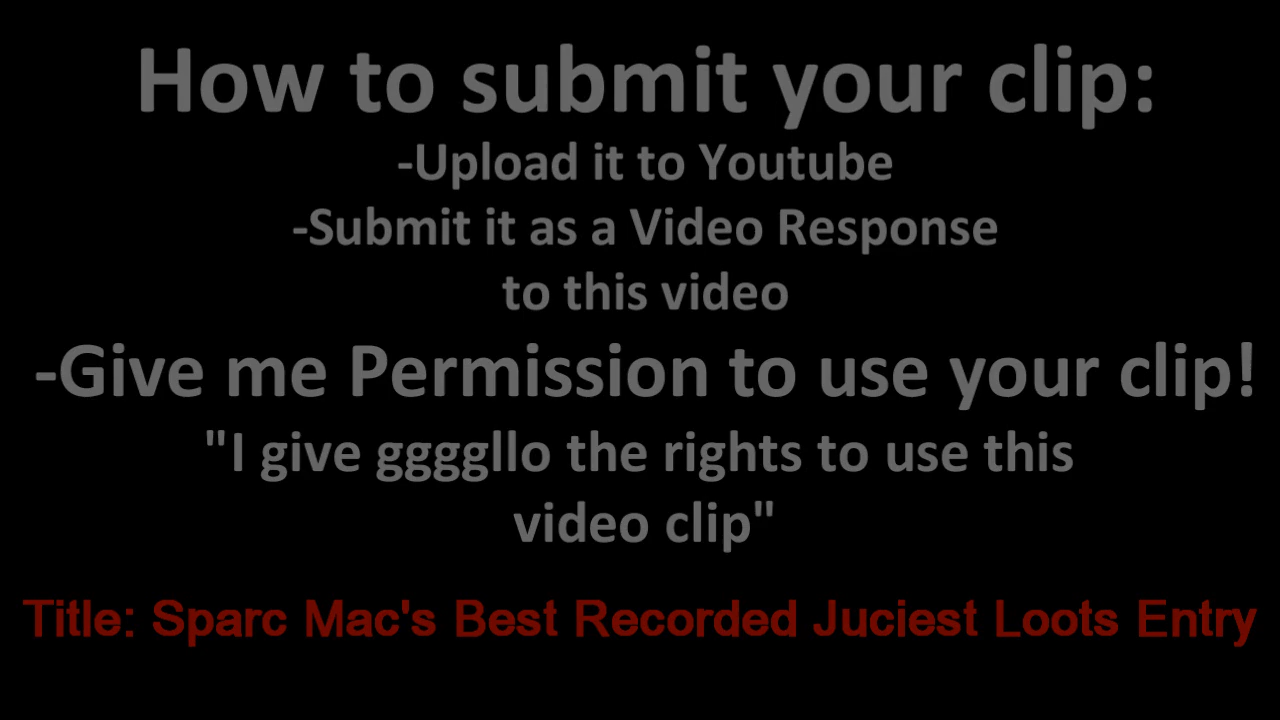 How to submit your clip:
-Upload it to Youtube
-Submit it as a Video Response
to this video
-Give me Permission to use your clip!
"I give ggggllo the rights to use this
video clip"
Title: Sparc Mac's Best Recorded Juciest Loots Entry